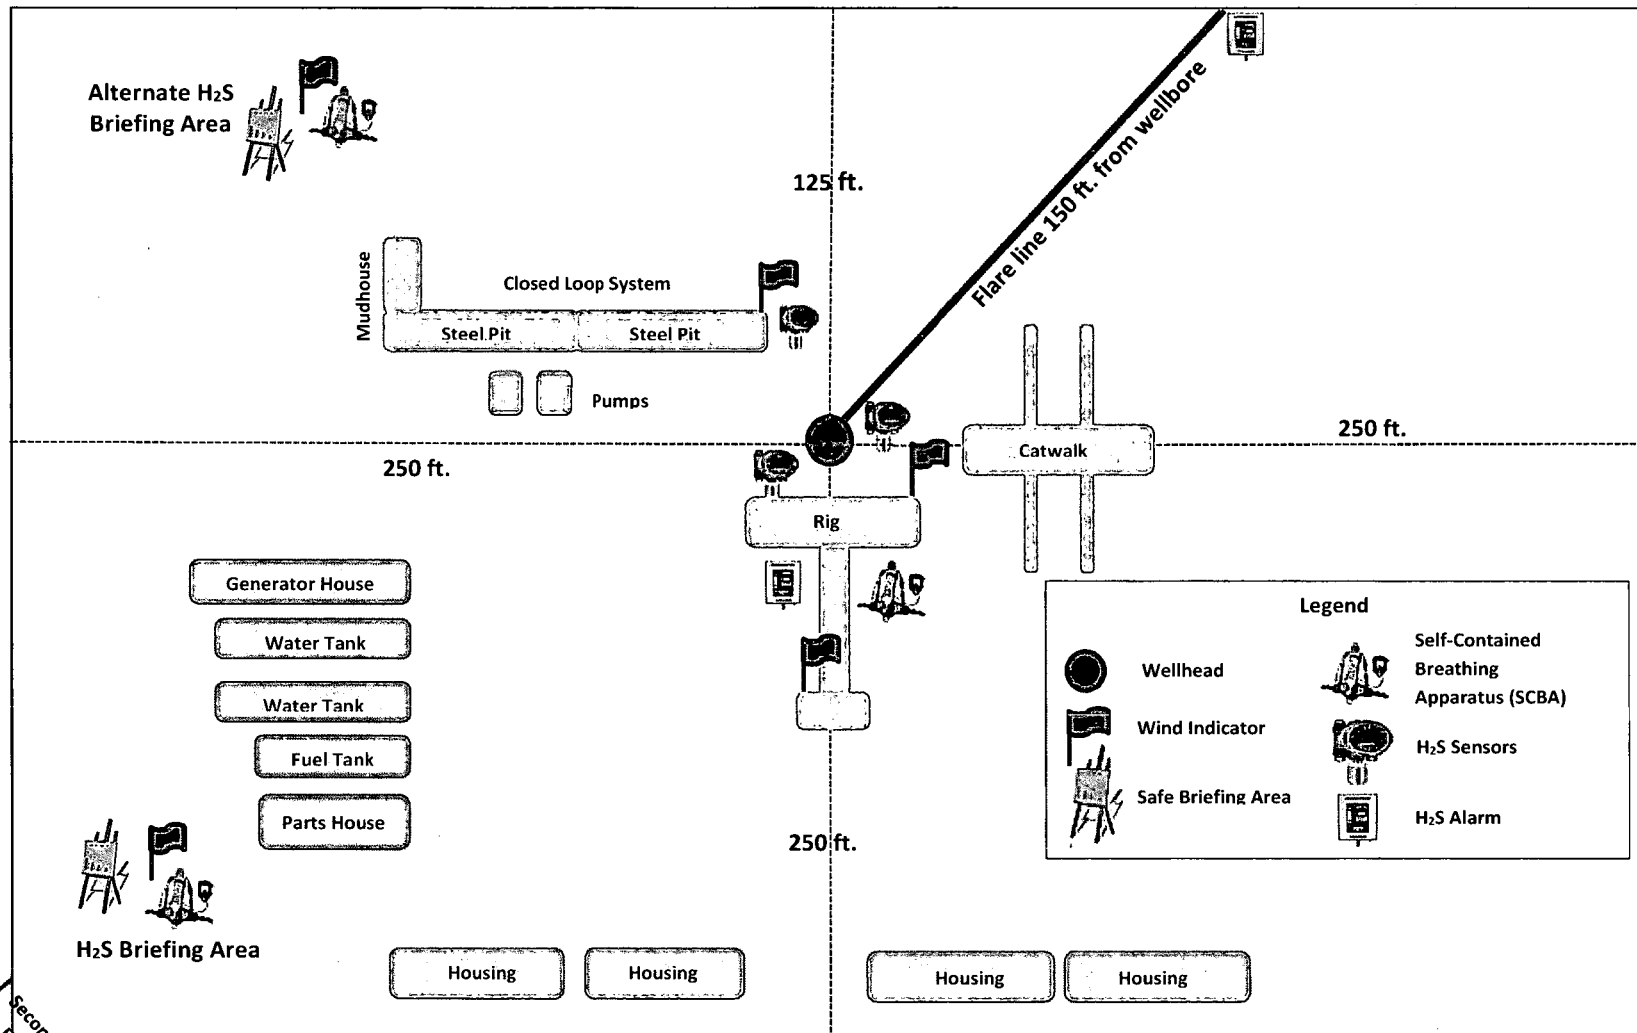 Alternate H₂S
Briefing Area
125 ft.
Flare line 150 ft. from wellbore
Mudhouse
Closed Loop System
Steel Pit
Steel Pit
Pumps
250 ft.
250 ft.
Catwalk
Rig
Generator House
Water Tank
Water Tank
Fuel Tank
Parts House
250 ft.
H₂S Briefing Area
Housing
Housing
Housing
Housing
Legend
Wellhead
Wind Indicator
Safe Briefing Area
Self-Contained
Breathing
Apparatus (SCBA)
H₂S Sensors
H₂S Alarm